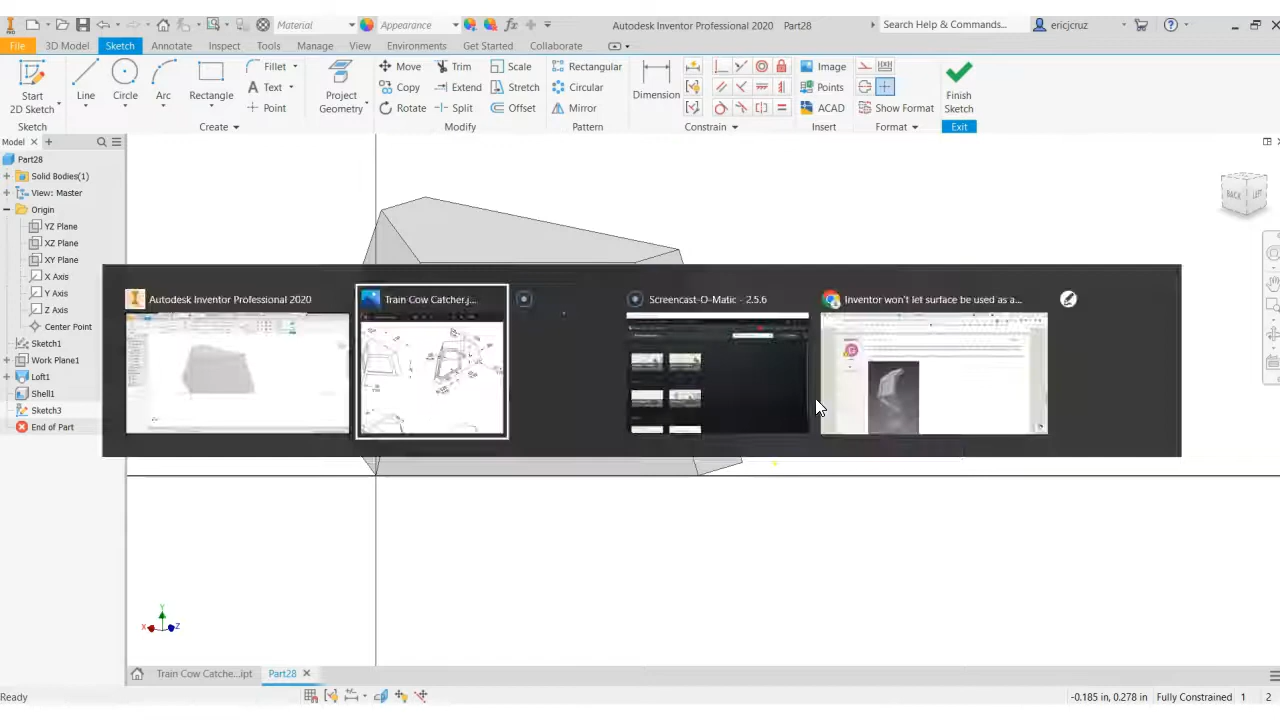 Material
Appearance
Autodesk Inventor Professional 2020 Part28
Search Help & Commands...
ericjcruz
File 3D Model Sketch Annotate Inspect Tools Manage View Environments Get Started Collaborate
Start
2D Sketch
Line
Circle
Arc
Rectangle
Fillet
Text
Point
Project
Geometry
Move
Copy
Rotate
Trim
Extend
Split
Scale
Stretch
Offset
Rectangular
Circular
Mirror
Dimension
Image
Points
ACAD
Show Format
Finish
Sketch
Sketch
Create
Modify
Pattern
Constrain
Insert
Format
Exit
Model
Part28
Solid Bodies(1)
View: Master
Origin
YZ Plane
XZ Plane
XY Plane
X Axis
Y Axis
Z Axis
Center Point
Sketch1
Work Plane1
Loft1
Shell1
Sketch3
End of Part
BACK
LEFT
Autodesk Inventor Professional 2020
Train Cow Catcher.j...
Screencast-O-Matic - 2.5.6
Inventor won't let surface be used as a...
Y
X
Z
Train Cow Catche...ipt
Part28
Ready
-0.185 in, 0.278 in
Fully Constrained
1
2